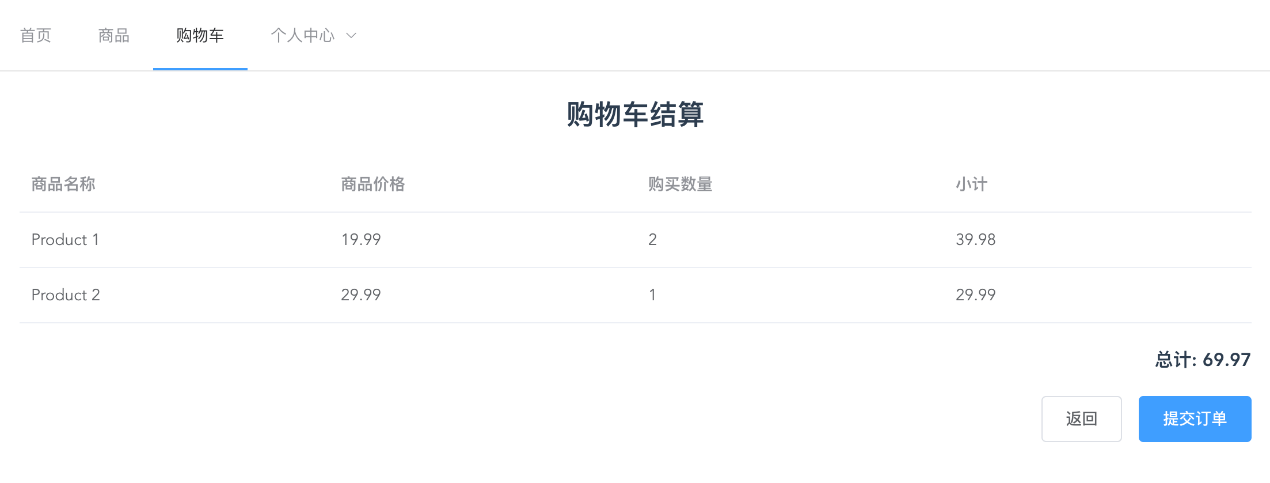 首页 商品 购物车 个人中心
购物车结算
商品名称 商品价格 购买数量 小计
Product 1 19.99 2 39.98
Product 2 29.99 1 29.99
总计: 69.97
返回 提交订单